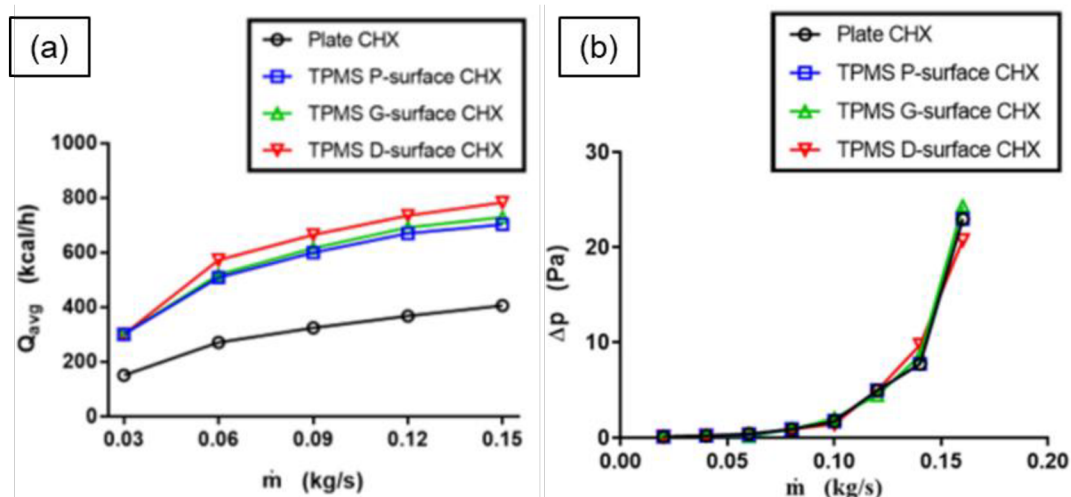 (a)
Plate CHX
TPMS P-surface CHX
TPMS G-surface CHX
TPMS D-surface CHX
1000
800
600
400
200
0
0.03 0.06 0.09 0.12 0.15
Qavg (kcal/h)
ṁ (kg/s)
(b)
Plate CHX
TPMS P-surface CHX
TPMS G-surface CHX
TPMS D-surface CHX
30
20
10
0
0.00 0.05 0.10 0.15 0.20
Δp (Pa)
ṁ (kg/s)